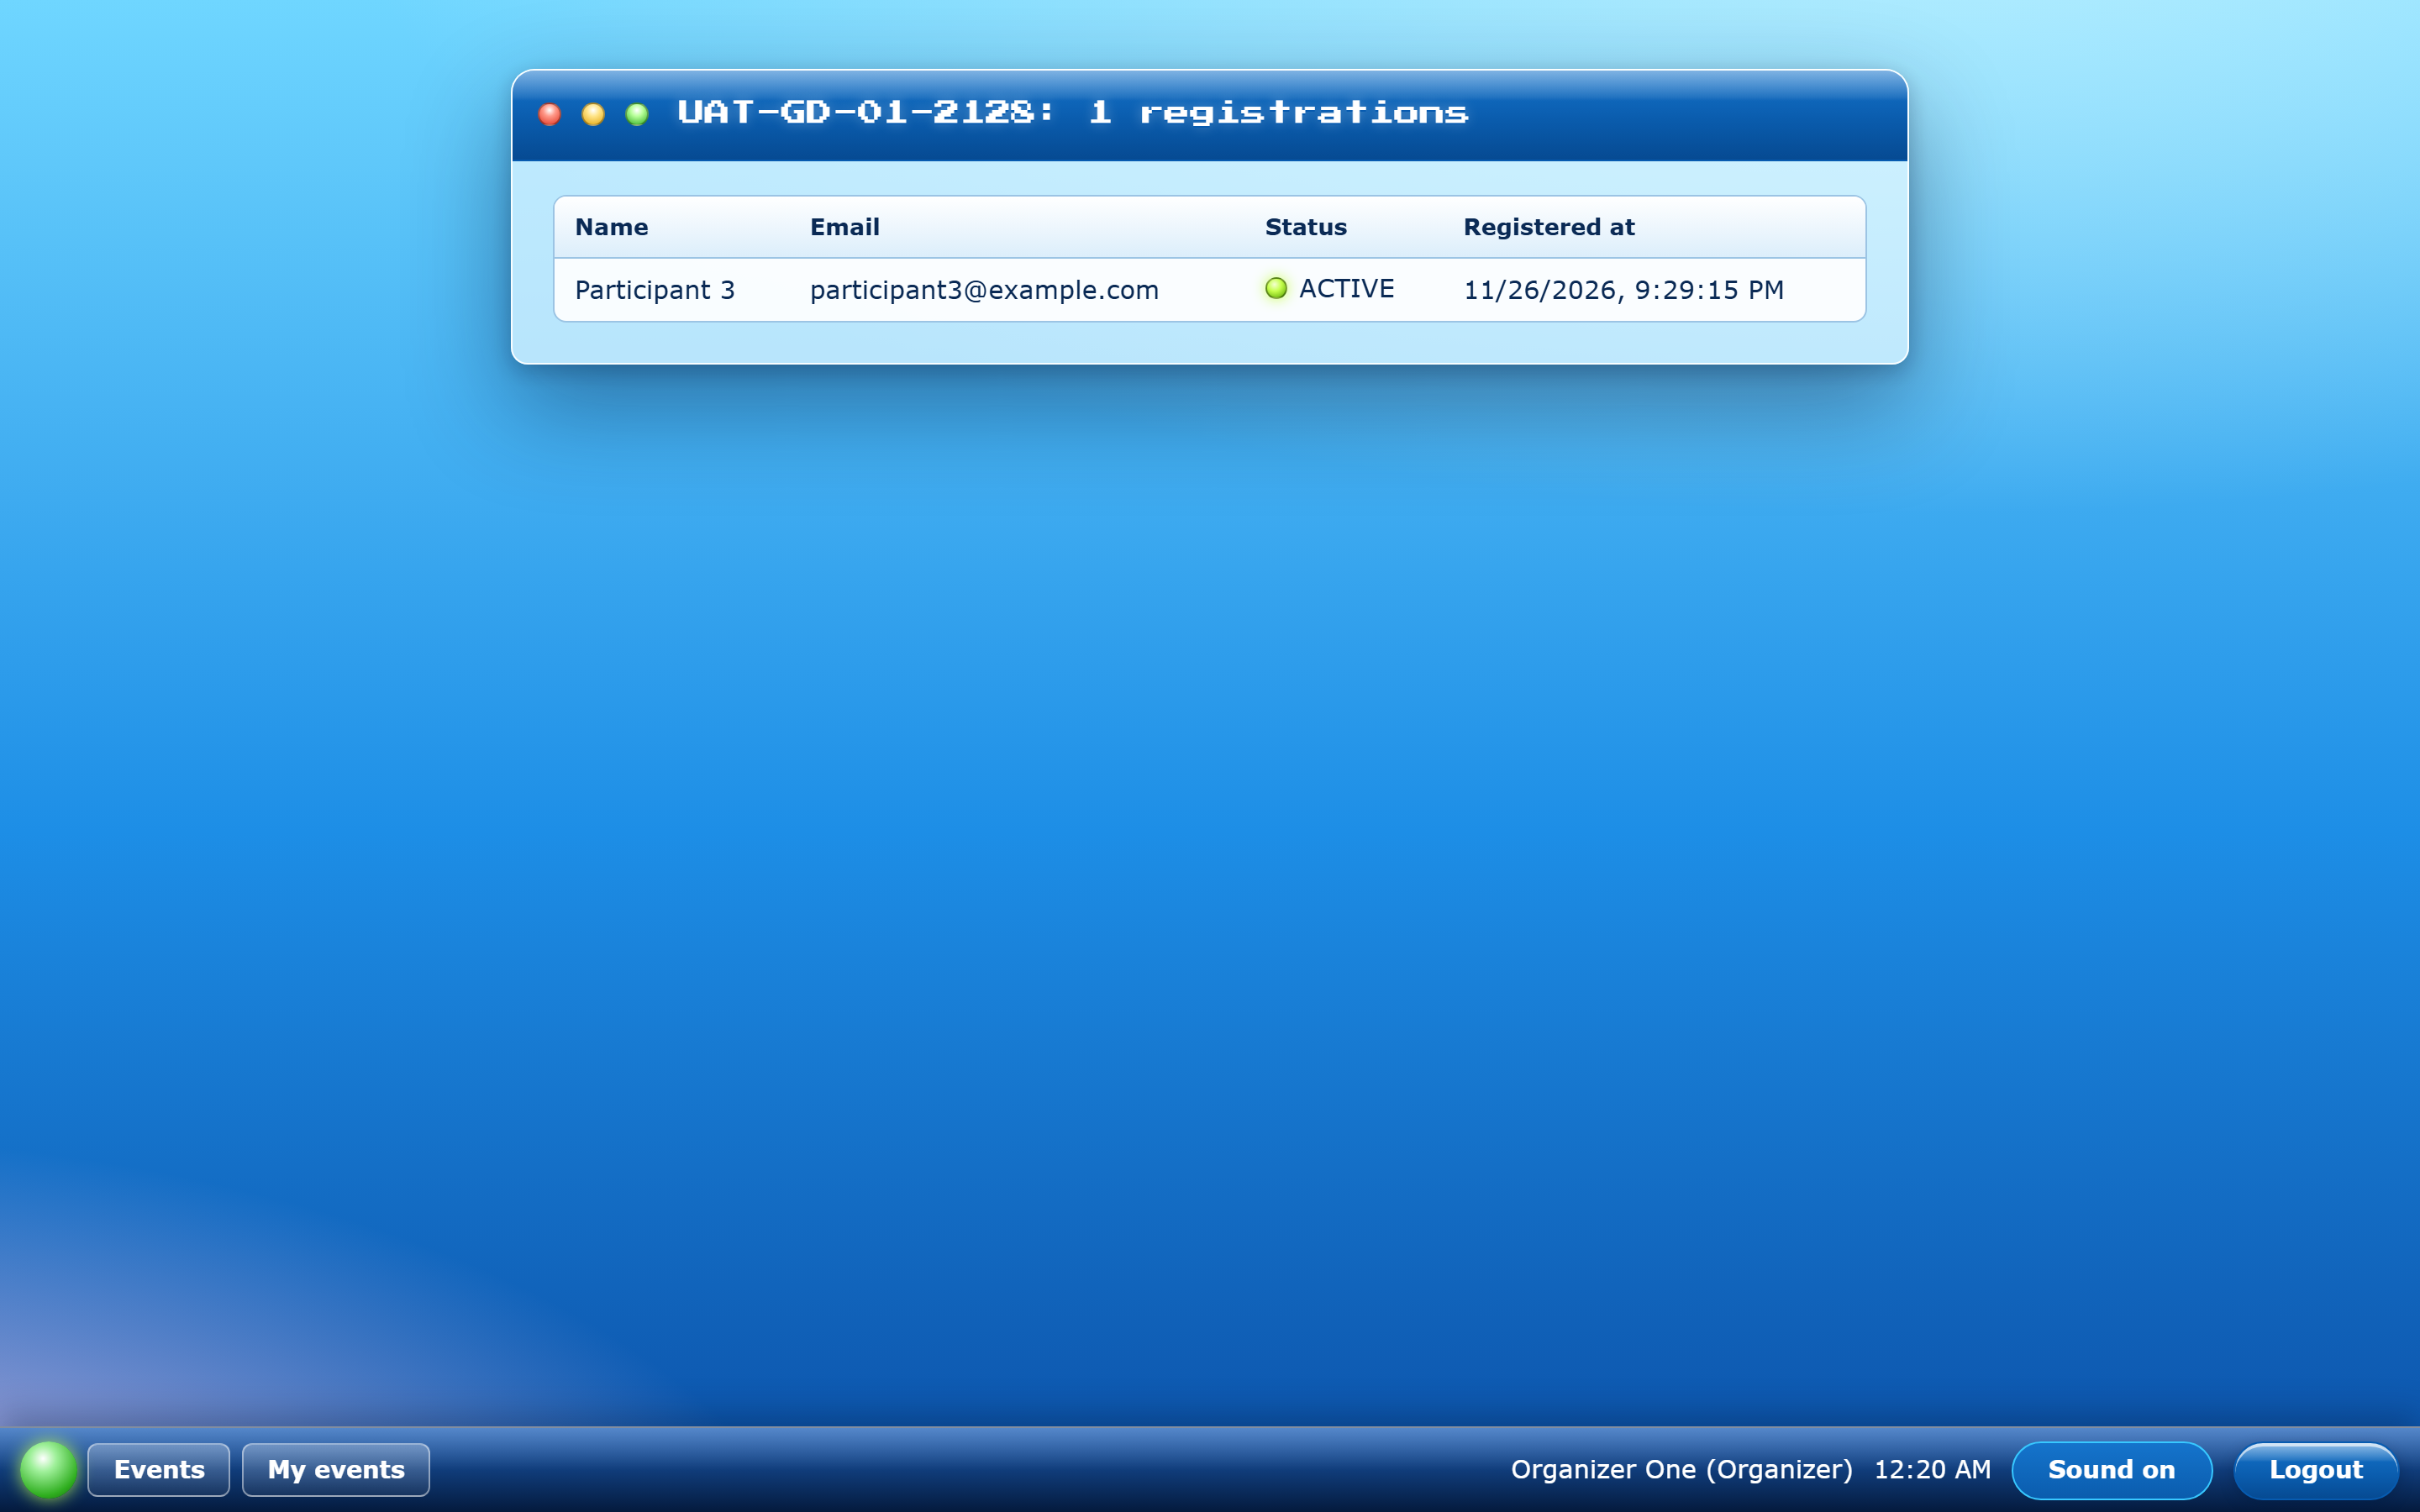 UAT-GD-01-2128: 1 registrations
Name Email Status Registered at
Participant 3 participant3@example.com ACTIVE 11/26/2026, 9:29:15 PM
Events My events Organizer One (Organizer) 12:20 AM Sound on Logout